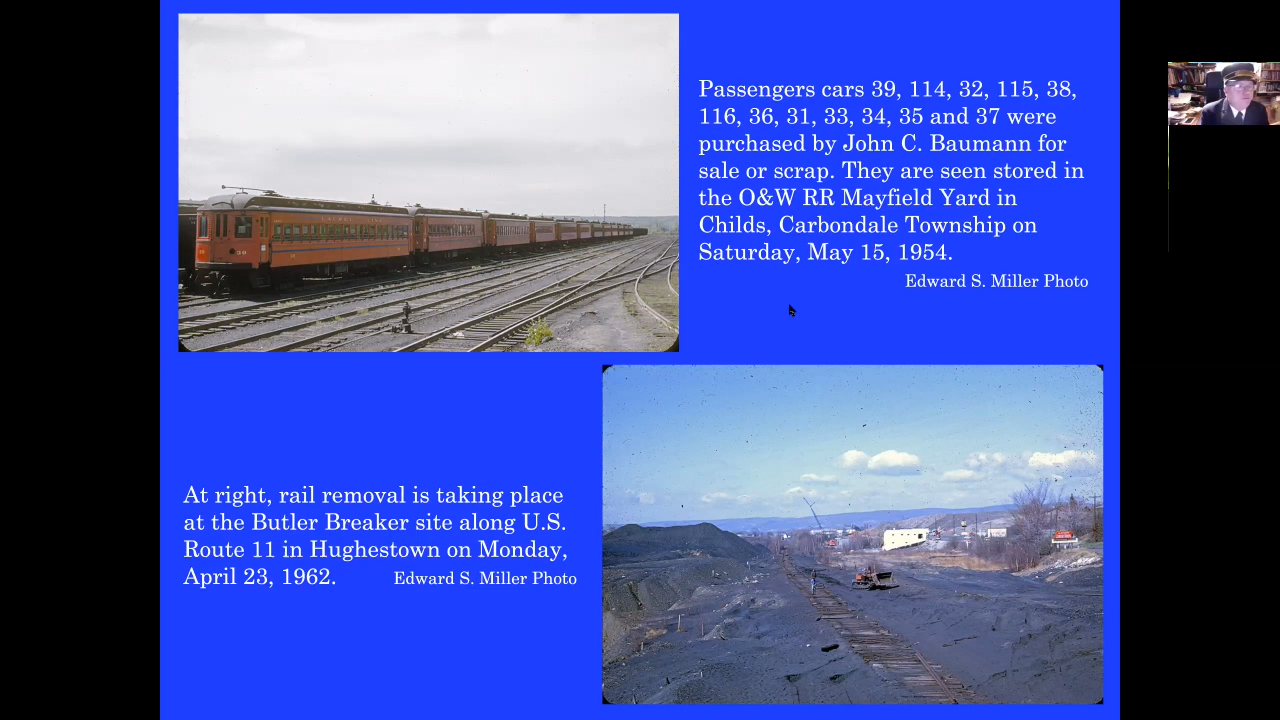 Passengers cars 39, 114, 32, 115, 38,
116, 36, 31, 33, 34, 35 and 37 were
purchased by John C. Baumann for
sale or scrap. They are seen stored in
the O&W RR Mayfield Yard in
Childs, Carbondale Township on
Saturday, May 15, 1954.
Edward S. Miller Photo
At right, rail removal is taking place
at the Butler Breaker site along U.S.
Route 11 in Hughestown on Monday,
April 23, 1962. Edward S. Miller Photo